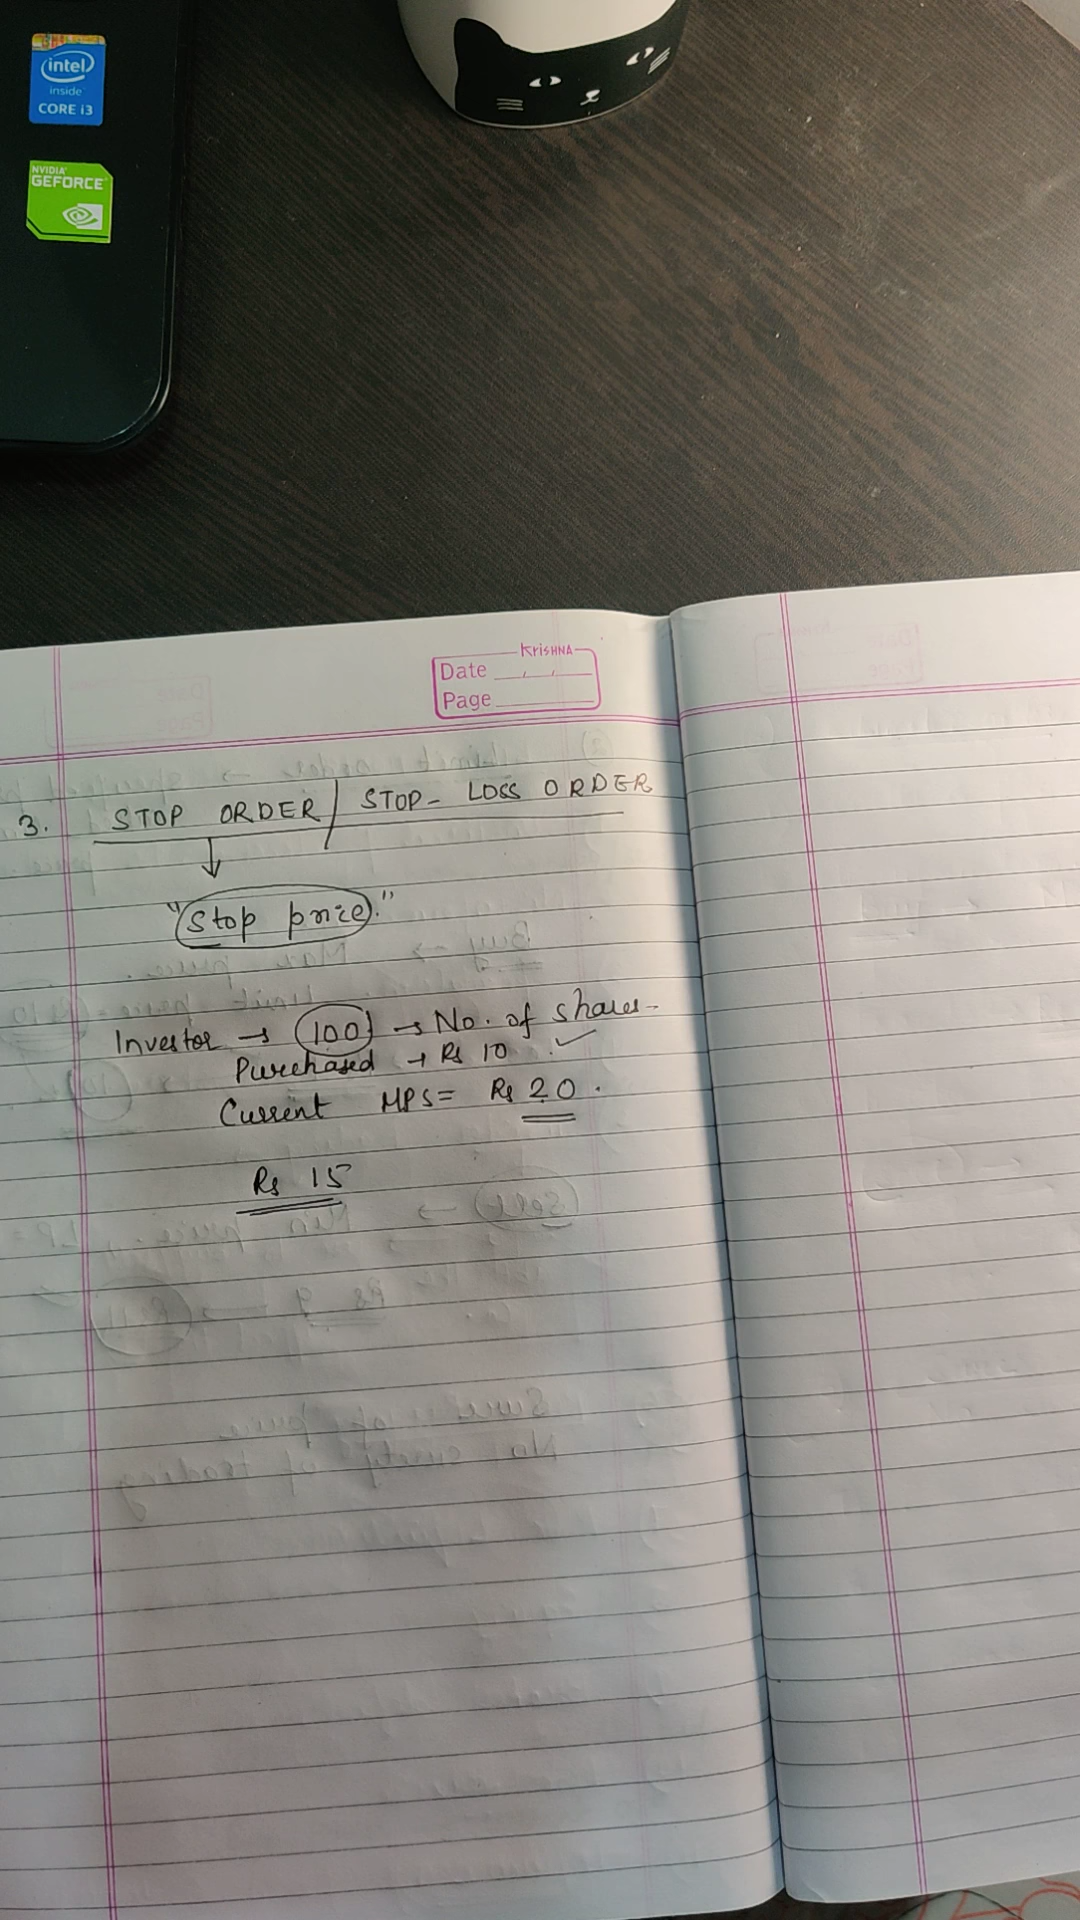 intel
inside
CORE i3
NVIDIA
GEFORCE
KRISHNA
Date
Page
3. STOP ORDER / STOP- LOSS ORDER
↓
"Stop price."
Investor → 100 → No. of shares-
Purchased → Rs 10 ✓
Current MPS= Rs 20.
Rs 15